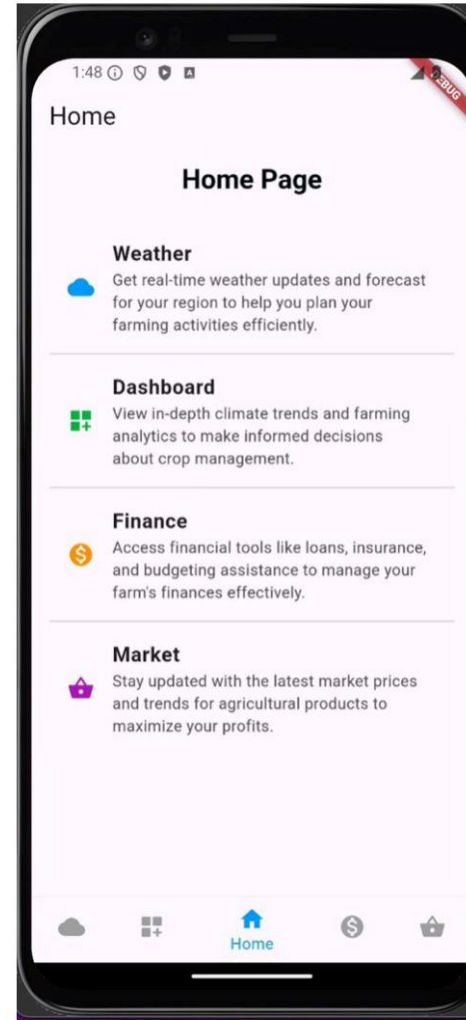 1:48
DEBUG
Home
Home Page
Weather
Get real-time weather updates and forecast
for your region to help you plan your
farming activities efficiently.
Dashboard
View in-depth climate trends and farming
analytics to make informed decisions
about crop management.
Finance
Access financial tools like loans, insurance,
and budgeting assistance to manage your
farm's finances effectively.
Market
Stay updated with the latest market prices
and trends for agricultural products to
maximize your profits.
Home